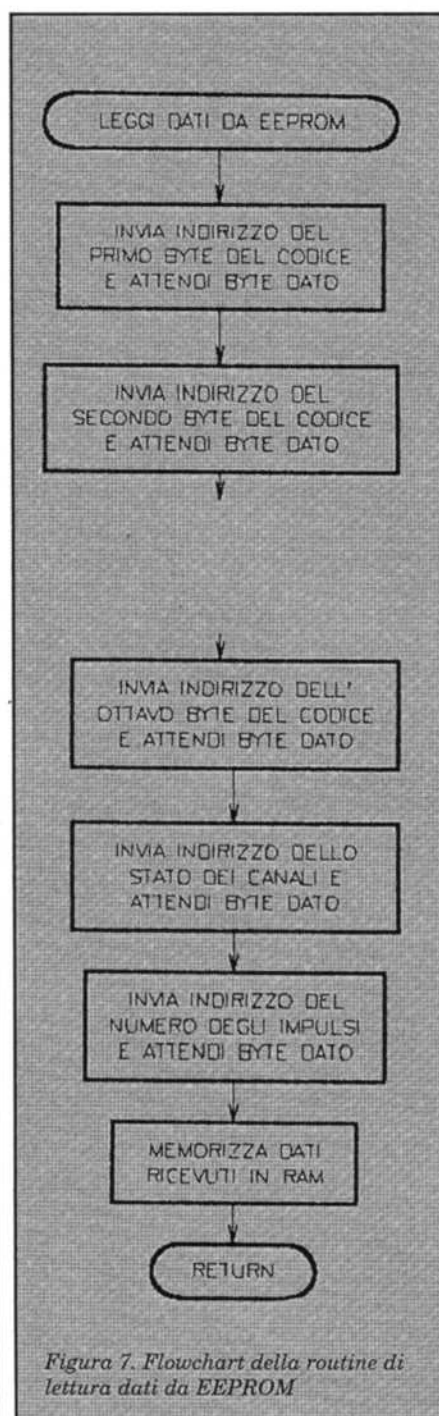 LEGGI DATI DA EEPROM
INVIA INDIRIZZO DEL
PRIMO BYTE DEL CODICE
E ATTENDI BYTE DATO
INVIA INDIRIZZO DEL
SECONDO BYTE DEL CODICE
E ATTENDI BYTE DATO
INVIA INDIRIZZO DELL'
OTTAVO BYTE DEL CODICE
E ATTENDI BYTE DATO
INVIA INDIRIZZO DELLO
STATO DEI CANALI E
ATTENDI BYTE DATO
INVIA INDIRIZZO DEL
NUMERO DEGLI IMPULSI
E ATTENDI BYTE DATO
MEMORIZZA DATI
RICEVUTI IN RAM
RETURN
Figura 7. Flowchart della routine di
lettura dati da EEPROM